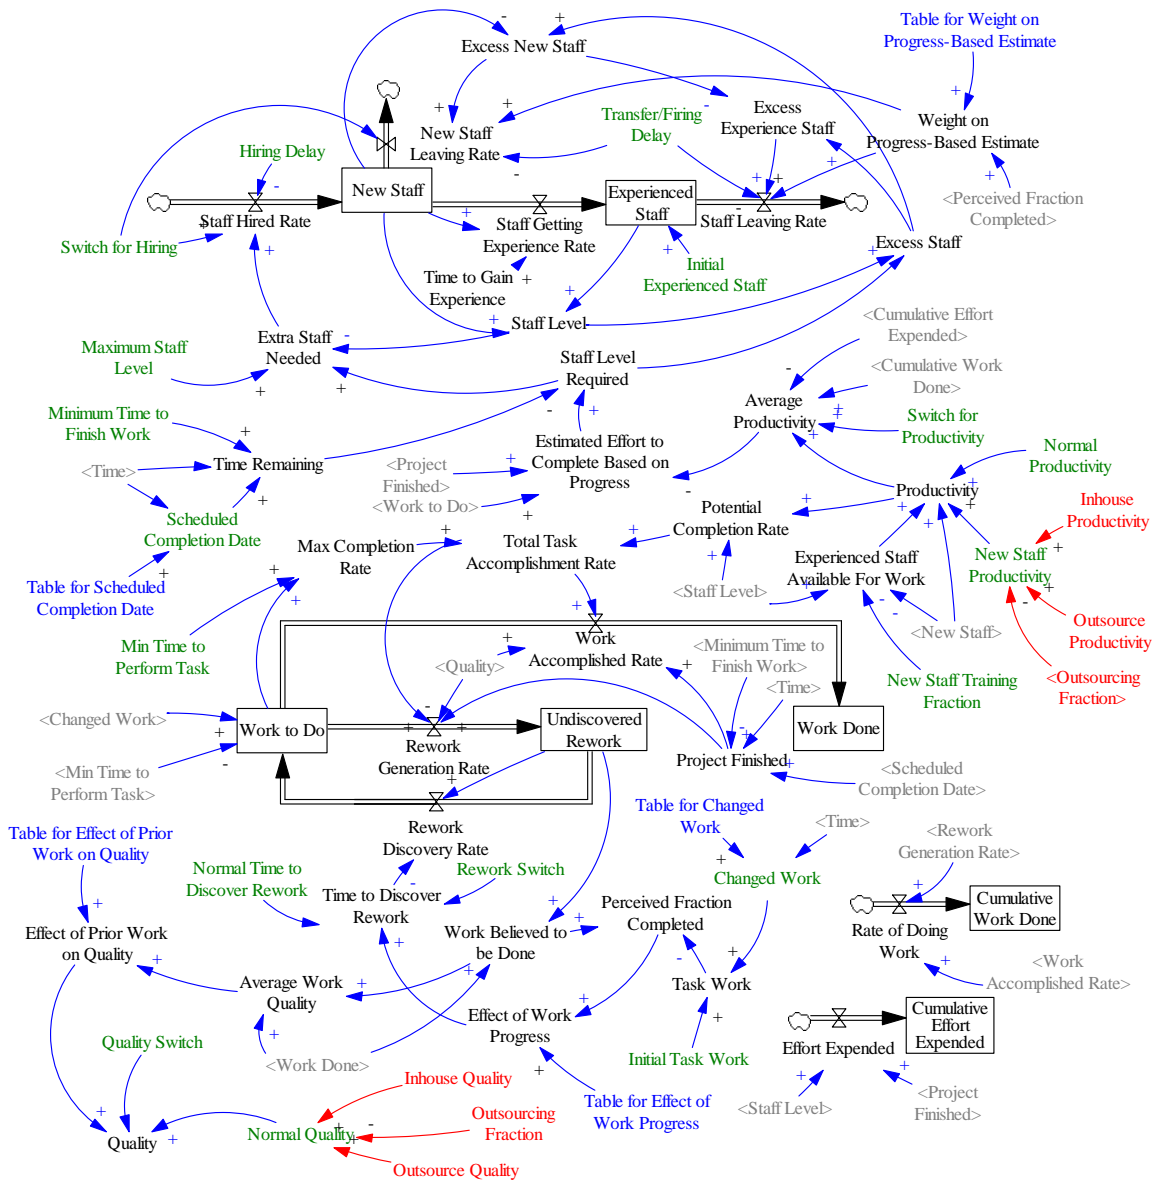 Excess New Staff
Table for Weight on
Progress-Based Estimate
New Staff
Leaving Rate
Transfer/Firing
Delay
Excess
Experience Staff
Weight on
Progress-Based Estimate
Hiring Delay
New Staff
Experienced
Staff
<Perceived Fraction
Completed>
Staff Hired Rate
Staff Getting
Experience Rate
Staff Leaving Rate
Switch for Hiring
Excess Staff
Time to Gain
Experience
Initial
Experienced Staff
Staff Level
Extra Staff
Needed
<Cumulative Effort
Expended>
Maximum Staff
Level
Staff Level
Required
<Cumulative Work
Done>
Average
Productivity
Minimum Time to
Finish Work
Switch for
Productivity
Estimated Effort to
Complete Based on
Progress
Normal
Productivity
<Time>
Time Remaining
<Project
Finished>
<Work to Do>
Productivity
Inhouse
Productivity
Scheduled
Completion Date
Potential
Completion Rate
Max Completion
Rate
Total Task
Accomplishment Rate
Experienced Staff
Available For Work
New Staff
Productivity
Table for Scheduled
Completion Date
<Staff Level>
<New Staff>
Outsource
Productivity
Min Time to
Perform Task
Work
Accomplished Rate
<Quality>
<Minimum Time to
Finish Work>
<Time>
New Staff Training
Fraction
<Outsourcing
Fraction>
<Changed Work>
Work to Do
Undiscovered
Rework
Work Done
Rework
Generation Rate
Project Finished
<Min Time to
Perform Task>
<Scheduled
Completion Date>
Table for Changed
Work
<Time>
Table for Effect of Prior
Work on Quality
Rework
Discovery Rate
<Rework
Generation Rate>
Normal Time to
Discover Rework
Rework Switch
Changed Work
Time to Discover
Rework
Perceived Fraction
Completed
Cumulative
Work Done
Effect of Prior Work
on Quality
Work Believed to
be Done
Rate of Doing
Work
Average Work
Quality
Task Work
<Work
Accomplished Rate>
Effect of Work
Progress
Cumulative
Effort
Expended
Quality Switch
<Work Done>
Initial Task Work
Effort Expended
Inhouse Quality
Table for Effect of
Work Progress
<Staff Level>
<Project
Finished>
Outsourcing
Fraction
Quality
Normal Quality
Outsource Quality